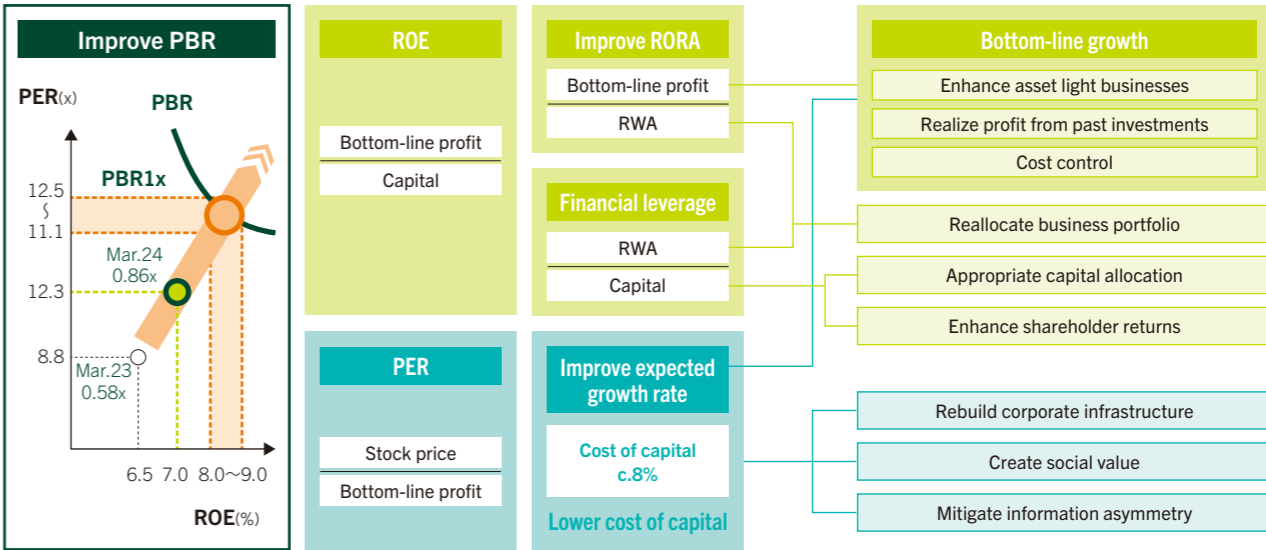 Improve PBR
PER(x)
PBR
PBR1x
12.5
~
11.1
Mar.24
0.86x
12.3
8.8
Mar.23
0.58x
6.5 7.0 8.0~9.0
ROE(%)
ROE
Bottom-line profit
Capital
PER
Stock price
Bottom-line profit
Improve RORA
Bottom-line profit
RWA
Financial leverage
RWA
Capital
Improve expected
growth rate
Cost of capital
c.8%
Lower cost of capital
Bottom-line growth
Enhance asset light businesses
Realize profit from past investments
Cost control
Reallocate business portfolio
Appropriate capital allocation
Enhance shareholder returns
Rebuild corporate infrastructure
Create social value
Mitigate information asymmetry